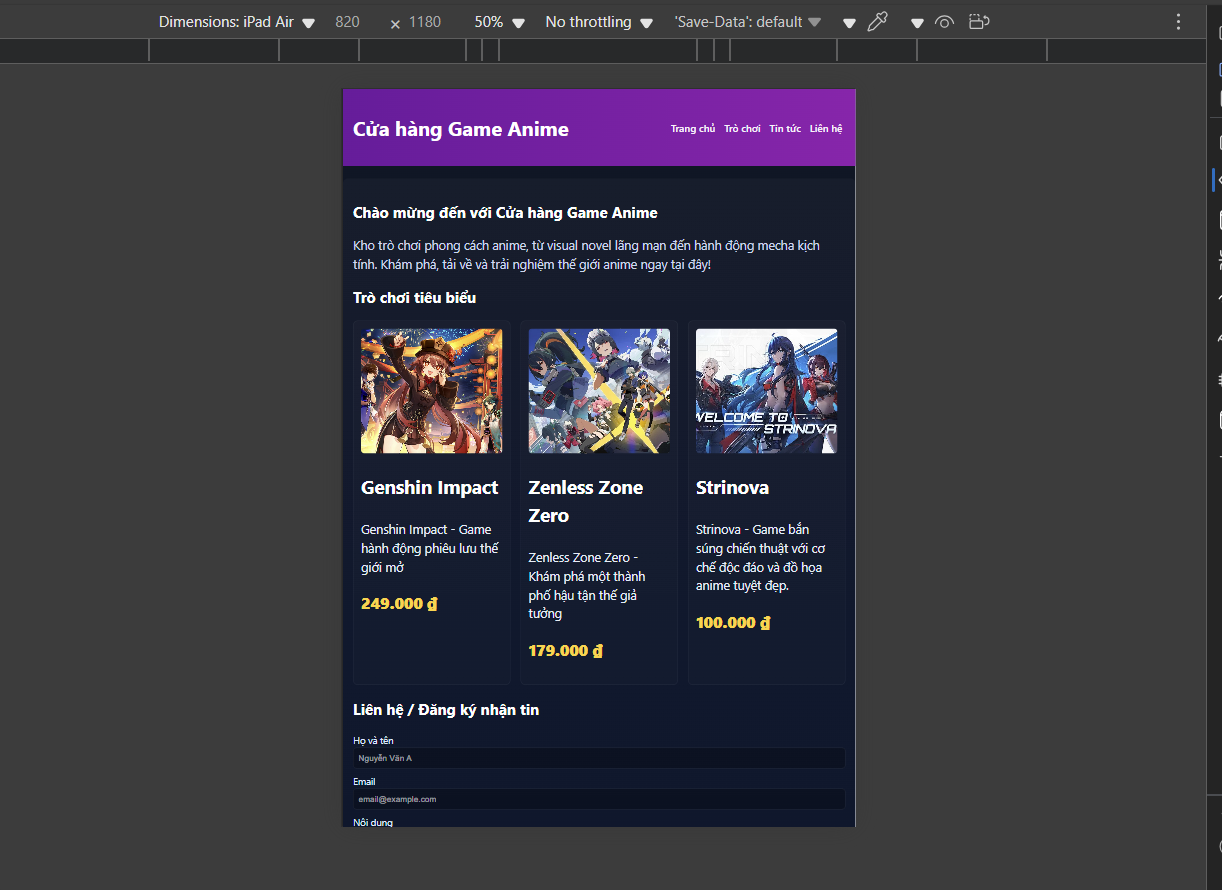 Dimensions: iPad Air 820 × 1180 50% No throttling 'Save-Data': default
Cửa hàng Game Anime
Trang chủ Trò chơi Tin tức Liên hệ
Chào mừng đến với Cửa hàng Game Anime
Kho trò chơi phong cách anime, từ visual novel lãng mạn đến hành động mecha kịch
tính. Khám phá, tải về và trải nghiệm thế giới anime ngay tại đây!
Trò chơi tiêu biểu
WELCOME TO
STRINOVA
Genshin Impact
Genshin Impact - Game
hành động phiêu lưu thế
giới mở
249.000 ₫
Zenless Zone
Zero
Zenless Zone Zero -
Khám phá một thành
phố hậu tận thế giả
tưởng
179.000 ₫
Strinova
Strinova - Game bắn
súng chiến thuật với cơ
chế độc đáo và đồ họa
anime tuyệt đẹp.
100.000 ₫
Liên hệ / Đăng ký nhận tin
Họ và tên
Nguyễn Văn A
Email
email@example.com
Nội dung